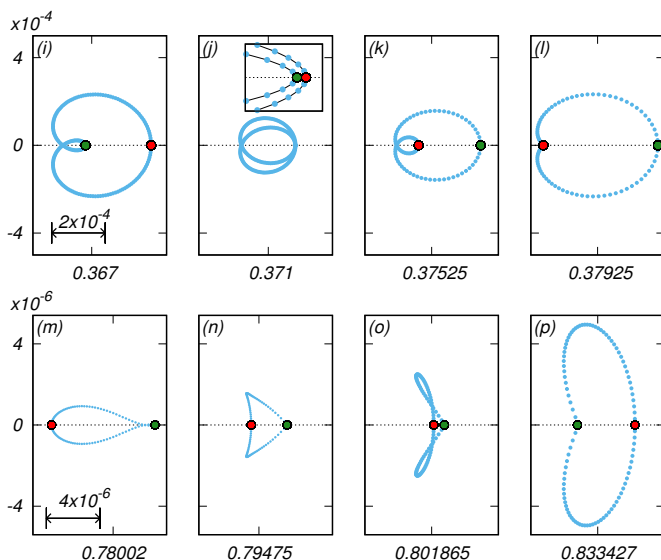 x10-4
(i) (j) (k) (l)
4
0
-4
2x10-4
0.367 0.371 0.37525 0.37925
x10-6
(m) (n) (o) (p)
4
0
-4
4x10-6
0.78002 0.79475 0.801865 0.833427